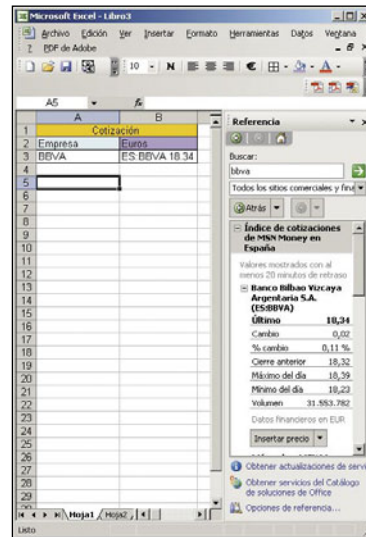 Microsoft Excel - Libro3
Archivo Edición Ver Insertar Formato Herramientas Datos Ventana
? PDF de Adobe
10 N €
A5 fx
A B
1 Cotización
2 Empresa Euros
3 BBVA ES:BBVA 18.34
4
5
6
7
8
9
10
11
12
13
14
15
16
17
18
19
20
21
22
23
24
25
26
27
28
29
Hoja1 / Hoja2
Listo
Referencia
Buscar:
bbva
Todos los sitios comerciales y fina
Atrás
Índice de cotizaciones
de MSN Money en
España
Valores mostrados con al
menos 20 minutos de retraso
Banco Bilbao Vizcaya
Argentaria S.A.
(ES:BBVA)
Último 18,34
Cambio 0,02
% cambio 0,11 %
Cierre anterior 18,32
Máximo del día 18,39
Mínimo del día 18,23
Volumen 31.553.782
Datos financieros en EUR
Insertar precio
Obtener actualizaciones de servi
Obtener servicios del Catálogo
de soluciones de Office
Opciones de referencia...